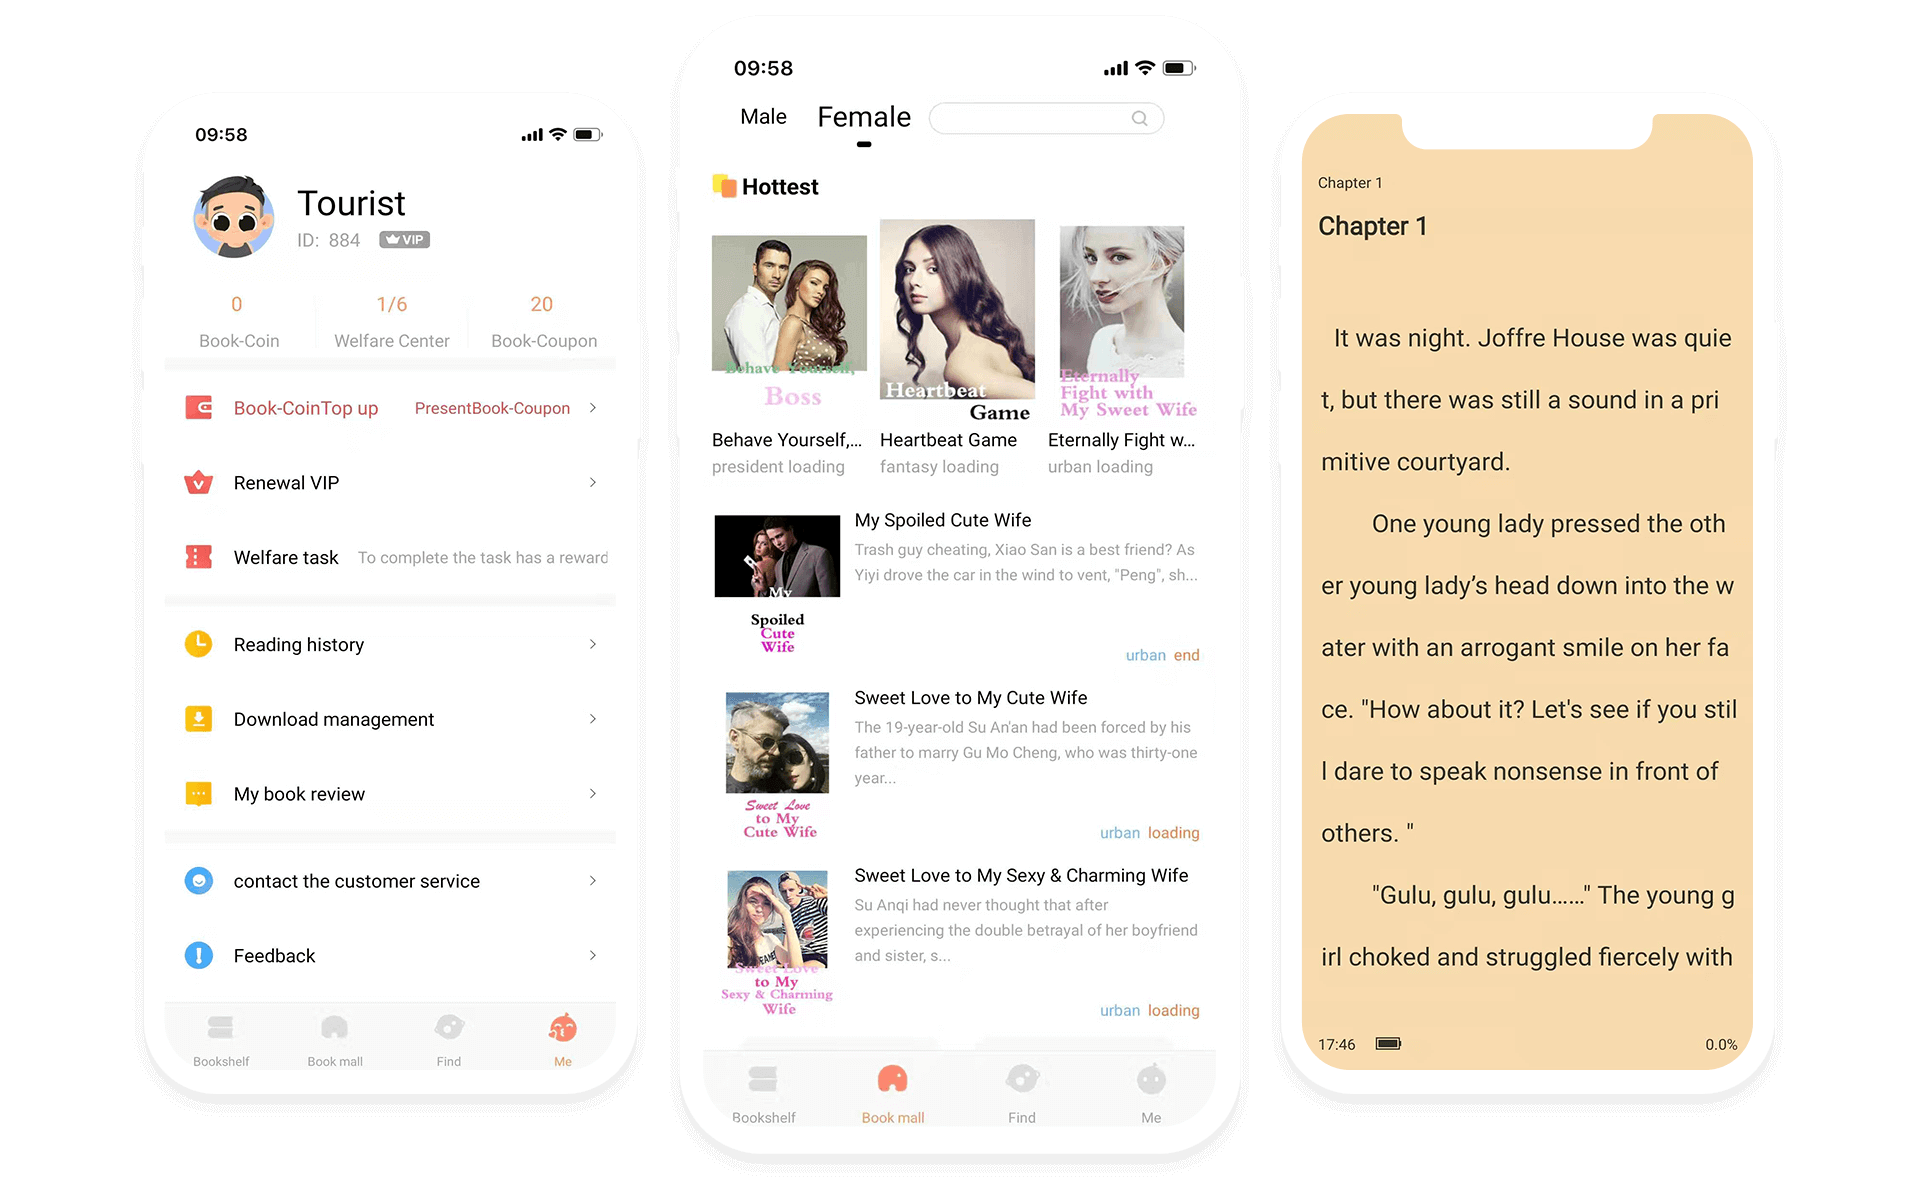 09:58
Tourist
ID: 884 VIP
0 1/6 20
Book-Coin Welfare Center Book-Coupon
Book-CoinTop up PresentBook-Coupon
Renewal VIP
Welfare task To complete the task has a reward
Reading history
Download management
My book review
contact the customer service
Feedback
Bookshelf Book mall Find Me
09:58
Male Female
Hottest
Behave Yourself,
Boss
Heartbeat
Game
Eternally
Fight with
My Sweet Wife
Behave Yourself,... Heartbeat Game Eternally Fight w...
president loading fantasy loading urban loading
My
Spoiled
Cute
Wife
My Spoiled Cute Wife
Trash guy cheating, Xiao San is a best friend? As
Yiyi drove the car in the wind to vent, "Peng", sh...
urban end
Sweet Love
to My
Cute Wife
Sweet Love to My Cute Wife
The 19-year-old Su An'an had been forced by his
father to marry Gu Mo Cheng, who was thirty-one
year...
urban loading
Sweet Love
to My
Sexy & Charming
Wife
Sweet Love to My Sexy & Charming Wife
Su Anqi had never thought that after
experiencing the double betrayal of her boyfriend
and sister, s...
urban loading
Bookshelf Book mall Find Me
Chapter 1
Chapter 1
It was night. Joffre House was quie
t, but there was still a sound in a pri
mitive courtyard.
One young lady pressed the oth
er young lady’s head down into the w
ater with an arrogant smile on her fa
ce. "How about it? Let's see if you stil
l dare to speak nonsense in front of
others. "
"Gulu, gulu, gulu……" The young g
irl choked and struggled fiercely with
17:46 0.0%